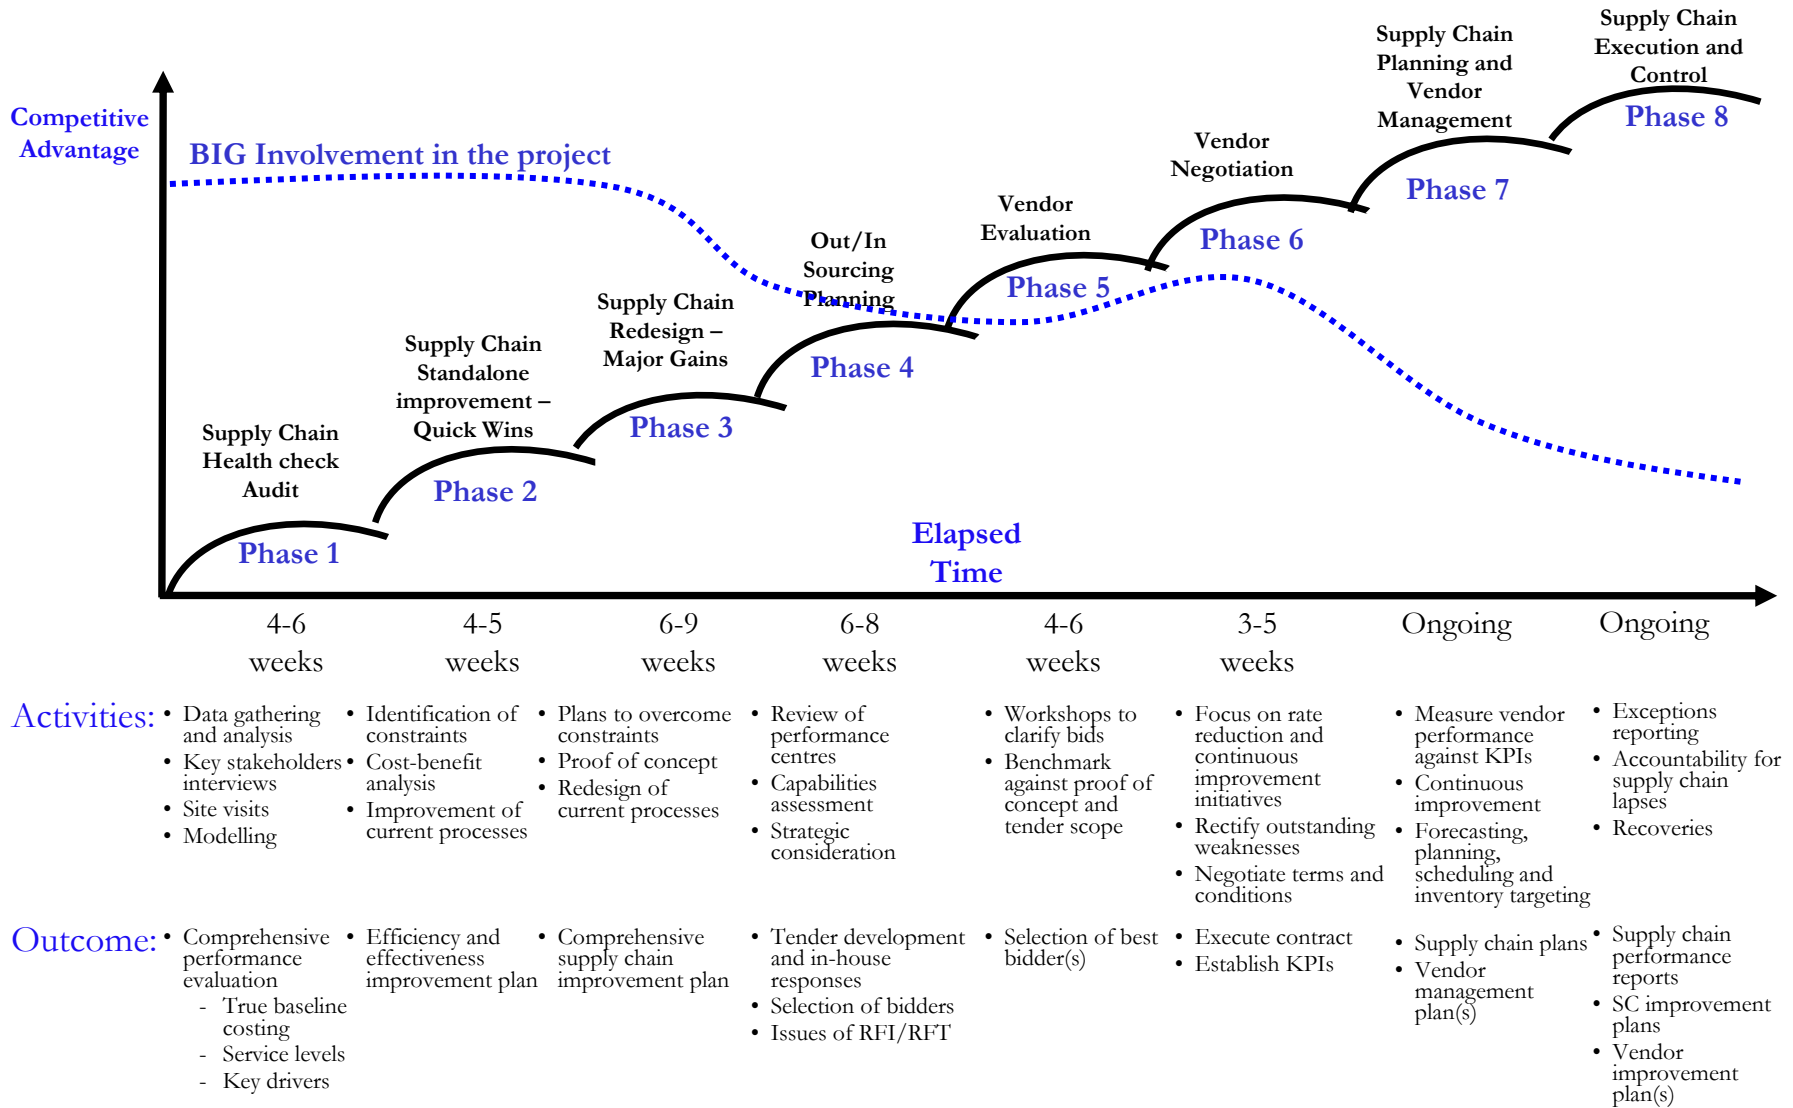 Competitive
Advantage
BIG Involvement in the project
Supply Chain
Health check
Audit
Phase 1
Supply Chain
Standalone
improvement –
Quick Wins
Phase 2
Supply Chain
Redesign –
Major Gains
Phase 3
Out/In
Sourcing
Planning
Phase 4
Vendor
Evaluation
Phase 5
Vendor
Negotiation
Phase 6
Supply Chain
Planning and
Vendor
Management
Phase 7
Supply Chain
Execution and
Control
Phase 8
Elapsed
Time
4-6
weeks
4-5
weeks
6-9
weeks
6-8
weeks
4-6
weeks
3-5
weeks
Ongoing
Ongoing
Activities:
• Data gathering
and analysis
• Key stakeholders
interviews
• Site visits
• Modelling
• Identification of
constraints
• Cost-benefit
analysis
• Improvement of
current processes
• Plans to overcome
constraints
• Proof of concept
• Redesign of
current processes
• Review of
performance
centres
• Capabilities
assessment
• Strategic
consideration
• Workshops to
clarify bids
• Benchmark
against proof of
concept and
tender scope
• Focus on rate
reduction and
continuous
improvement
initiatives
• Rectify outstanding
weaknesses
• Negotiate terms and
conditions
• Measure vendor
performance
against KPIs
• Continuous
improvement
• Forecasting,
planning,
scheduling and
inventory targeting
• Exceptions
reporting
• Accountability for
supply chain
lapses
• Recoveries
Outcome:
• Comprehensive
performance
evaluation
- True baseline
costing
- Service levels
- Key drivers
• Efficiency and
effectiveness
improvement plan
• Comprehensive
supply chain
improvement plan
• Tender development
and in-house
responses
• Selection of bidders
• Issues of RFI/RFT
• Selection of best
bidder(s)
• Execute contract
• Establish KPIs
• Supply chain plans
• Vendor
management
plan(s)
• Supply chain
performance
reports
• SC improvement
plans
• Vendor
improvement
plan(s)